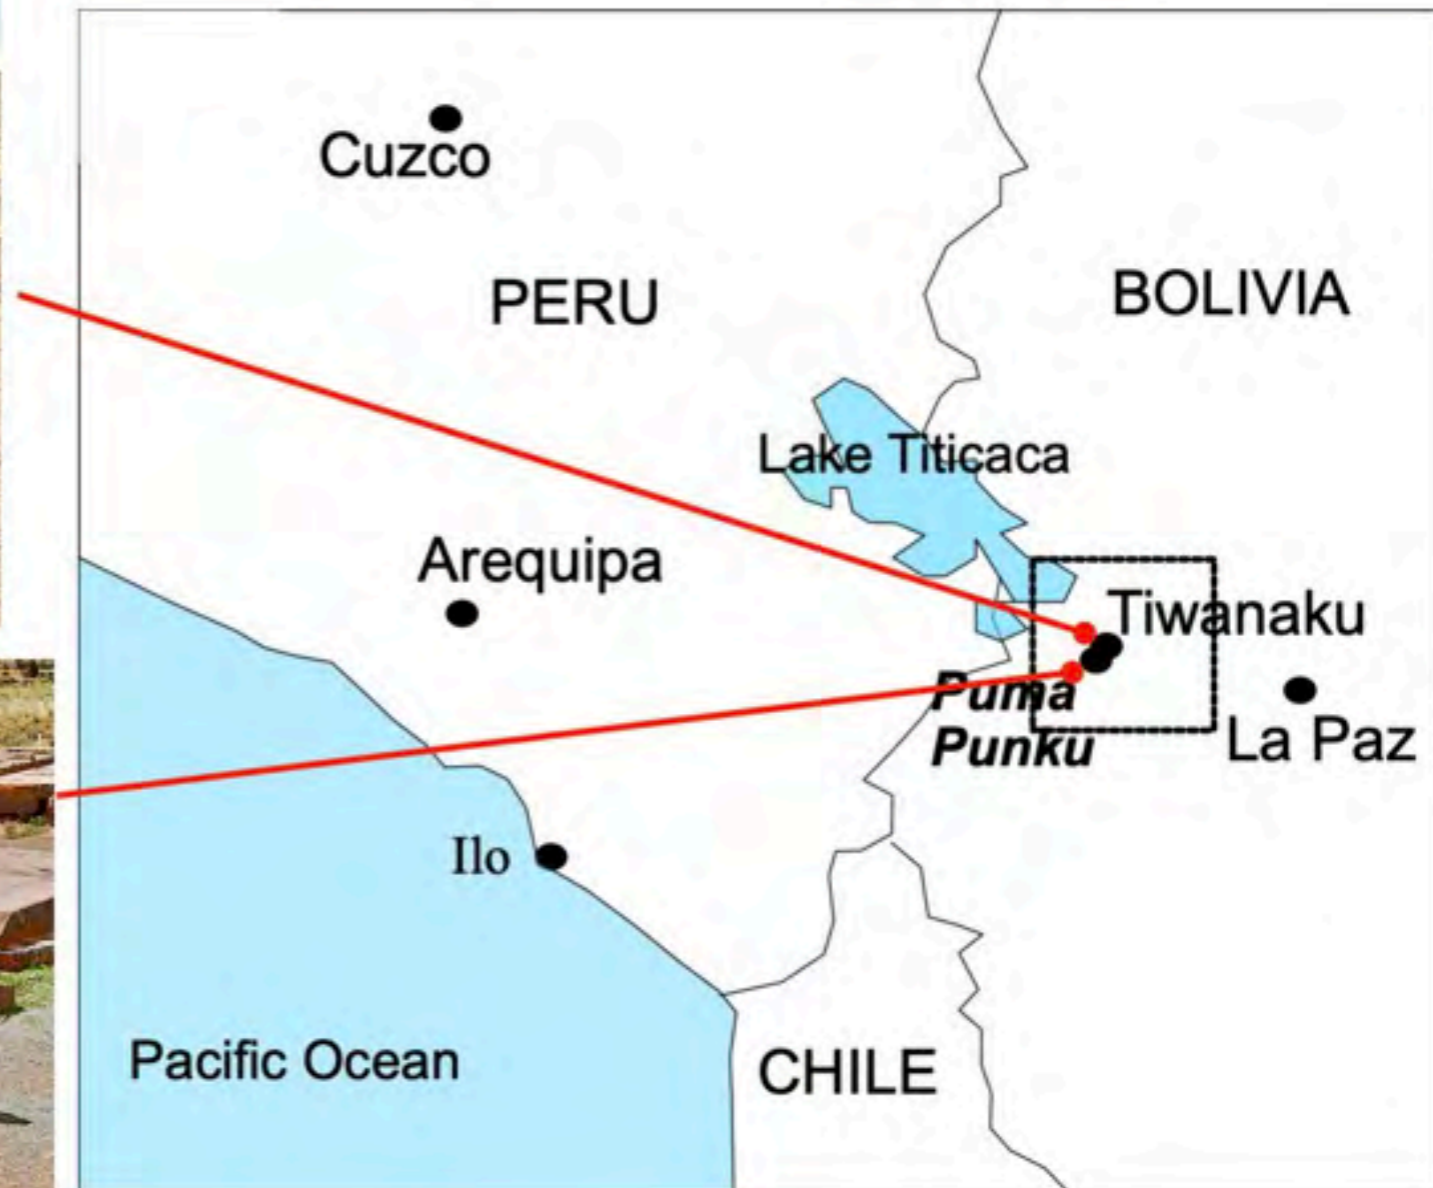 Cuzco
PERU
BOLIVIA
Lake Titicaca
Arequipa
Tiwanaku
Puma
Punku
La Paz
Ilo
Pacific Ocean
CHILE